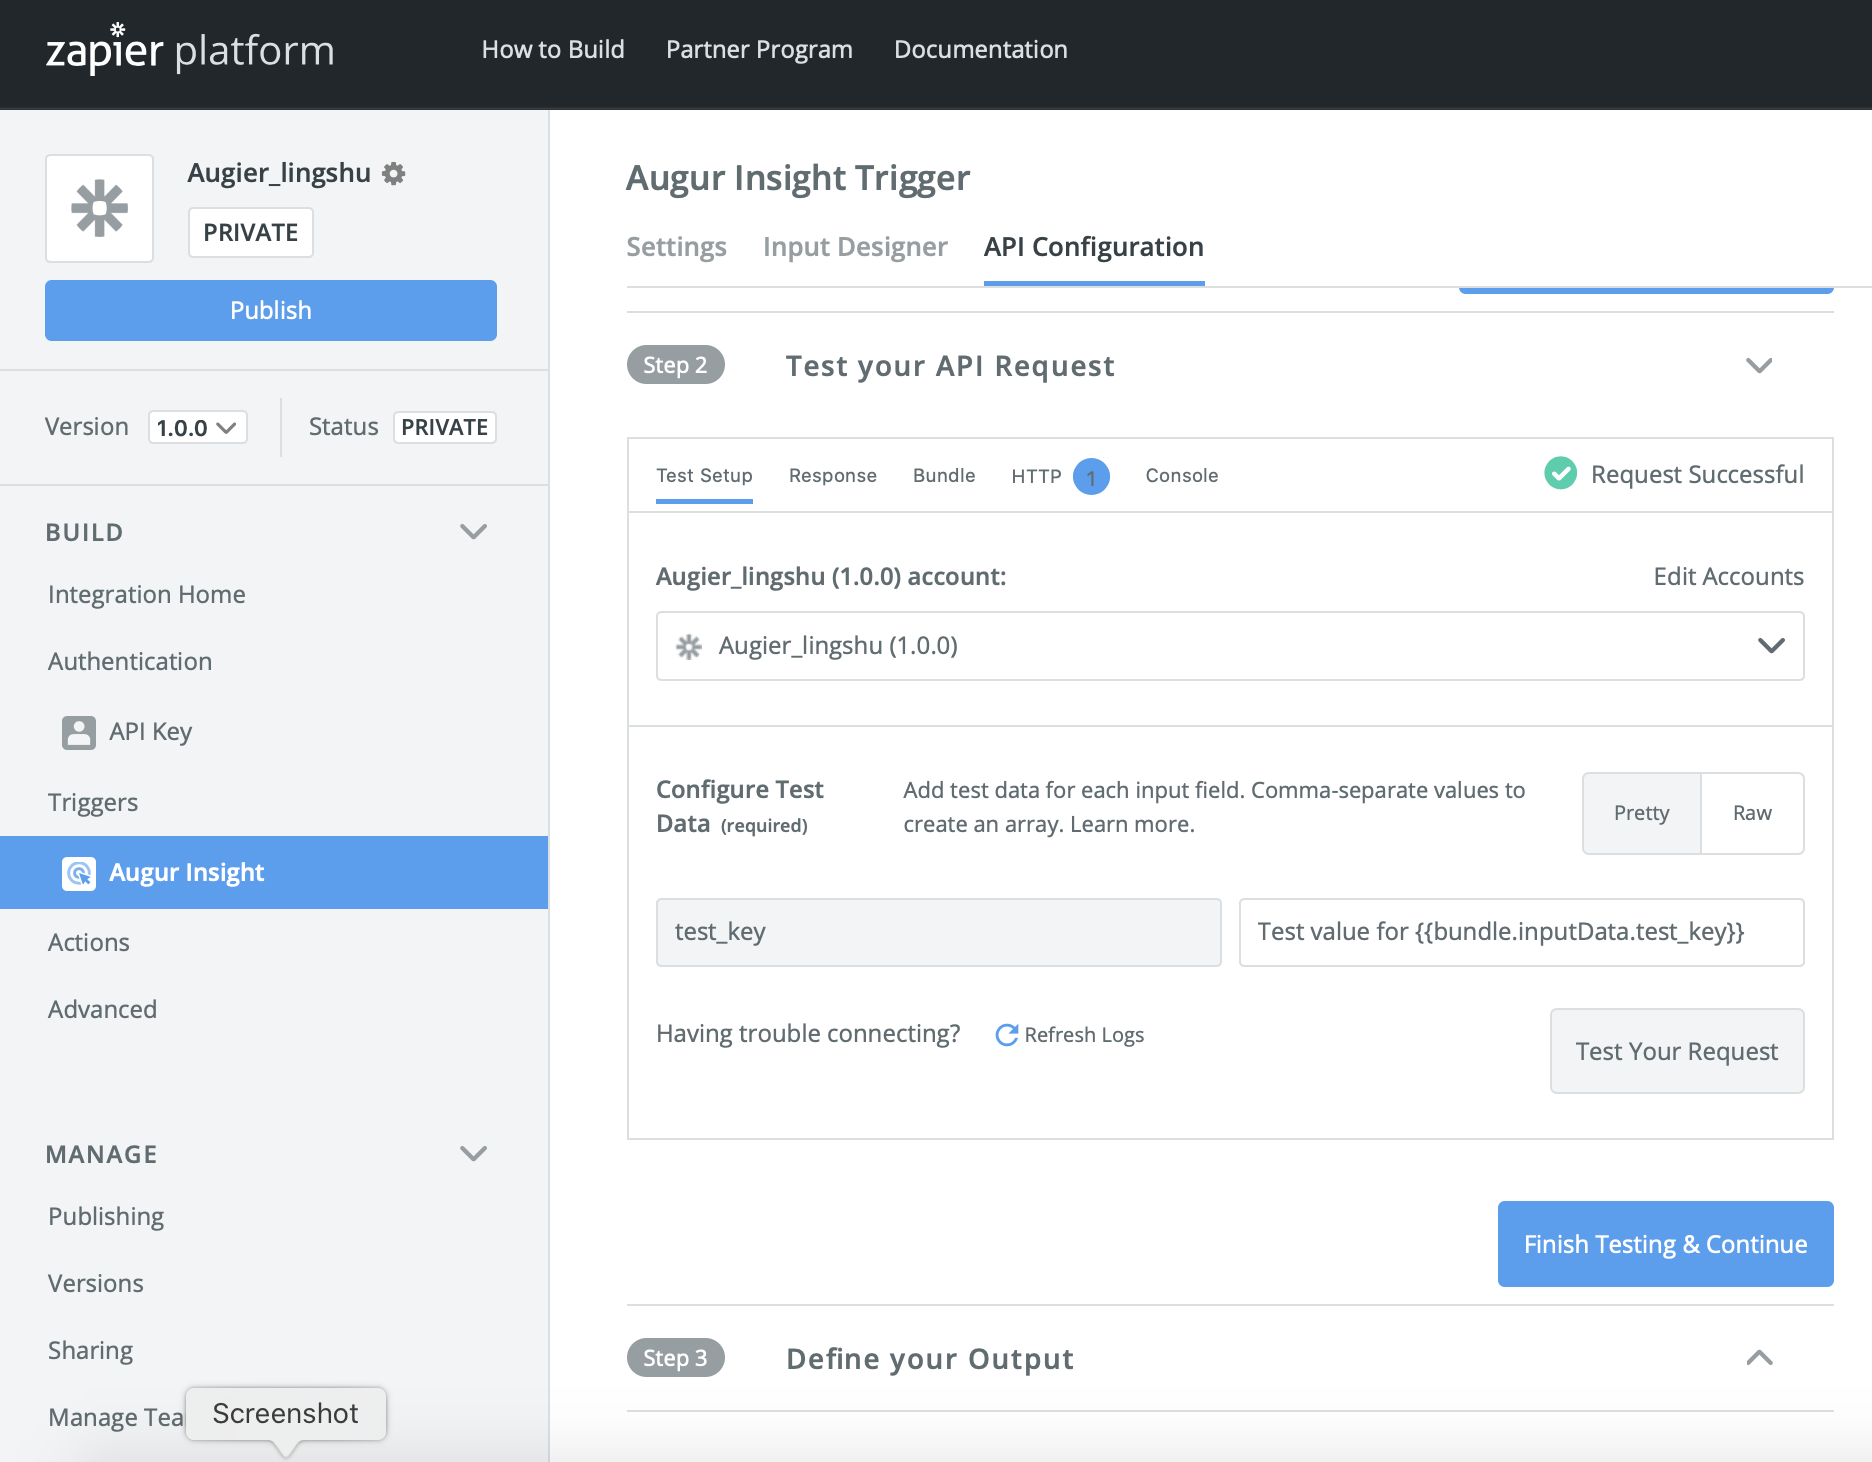 zapier platform
How to Build
Partner Program
Documentation
Augier_lingshu
PRIVATE
Publish
Version
1.0.0
Status
PRIVATE
BUILD
Integration Home
Authentication
API Key
Triggers
Augur Insight
Actions
Advanced
MANAGE
Publishing
Versions
Sharing
Manage Tea
Screenshot
Augur Insight Trigger
Settings
Input Designer
API Configuration
Step 2
Test your API Request
Test Setup
Response
Bundle
HTTP 1
Console
Request Successful
Augier_lingshu (1.0.0) account:
Edit Accounts
Augier_lingshu (1.0.0)
Configure Test
Data (required)
Add test data for each input field. Comma-separate values to
create an array. Learn more.
Pretty
Raw
test_key
Test value for {{bundle.inputData.test_key}}
Having trouble connecting?
Refresh Logs
Test Your Request
Finish Testing & Continue
Step 3
Define your Output